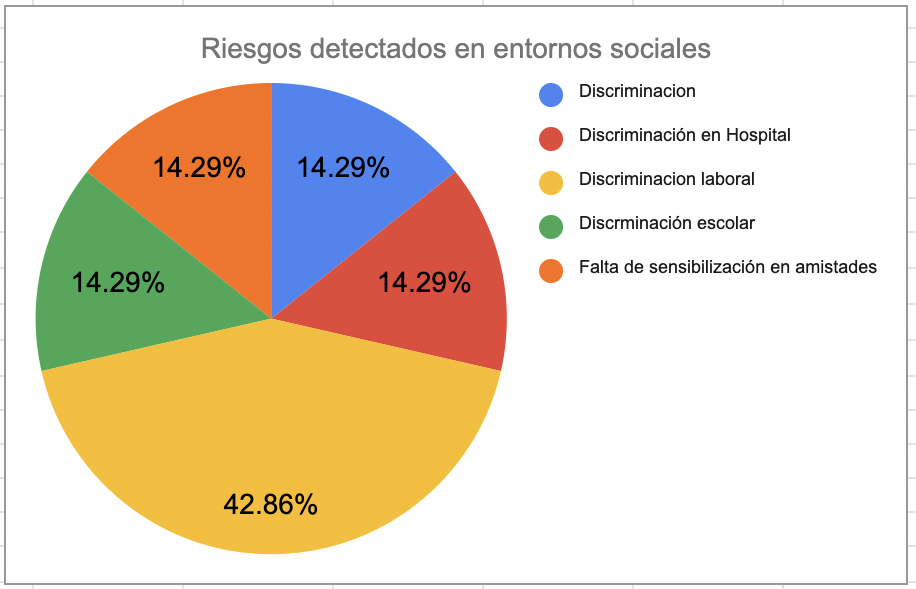 Riesgos detectados en entornos sociales
Discriminacion
Discriminación en Hospital
Discriminacion laboral
Discrminación escolar
Falta de sensibilización en amistades
14.29%
14.29%
14.29%
14.29%
42.86%